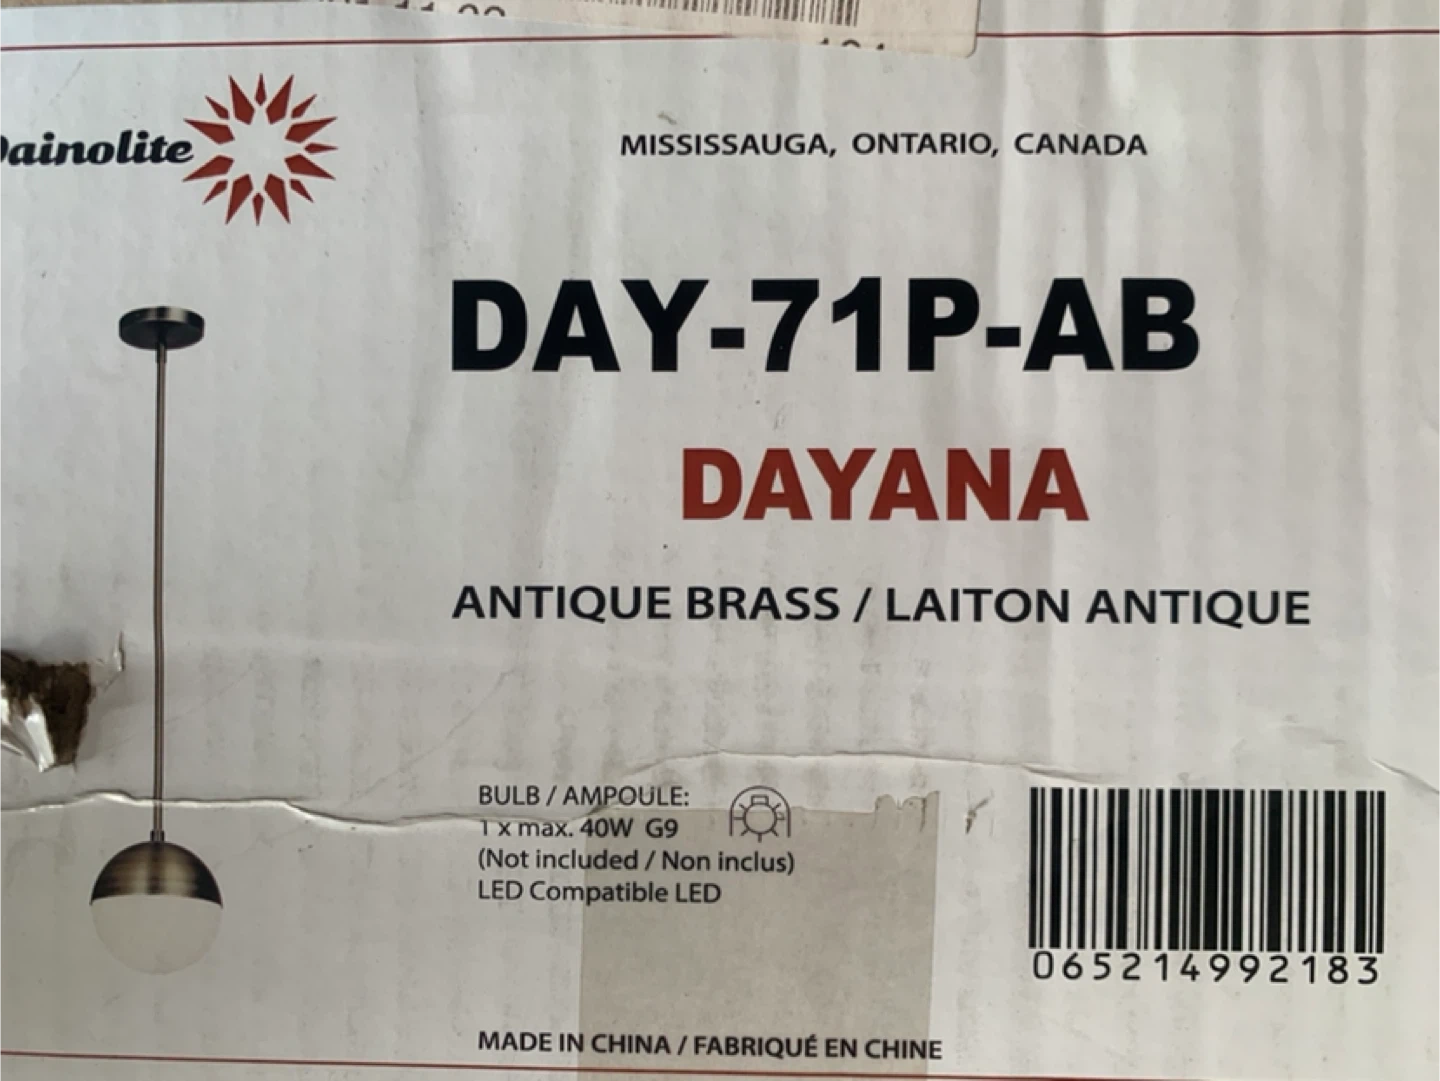 Dainolite
MISSISSAUGA, ONTARIO, CANADA
DAY-71P-AB
DAYANA
ANTIQUE BRASS / LAITON ANTIQUE
BULB / AMPOULE:
1 x max. 40W G9
(Not included / Non inclus)
LED Compatible LED
065214992183
MADE IN CHINA / FABRIQUÉ EN CHINE